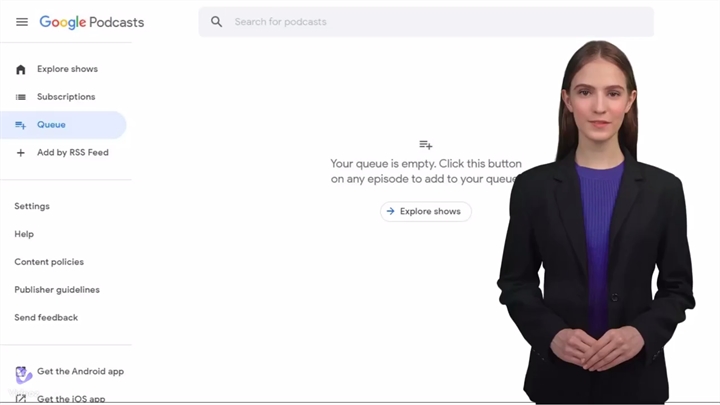 Google Podcasts
Search for podcasts
Explore shows
Subscriptions
Queue
Add by RSS Feed
Settings
Help
Content policies
Publisher guidelines
Send feedback
Get the Android app
Get the iOS app
Your queue is empty. Click this button
on any episode to add to your queue
Explore shows